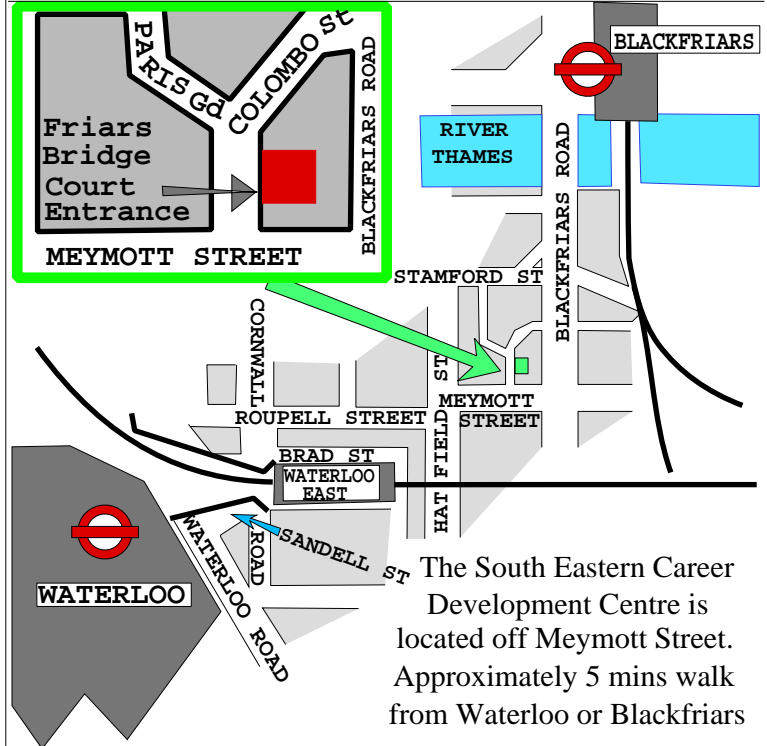 PARIS Gd
COLOMBO St
BLACKFRIARS ROAD
Friars
Bridge
Court
Entrance
MEYMOTT STREET
BLACKFRIARS
RIVER
THAMES
BLACKFRIARS ROAD
STAMFORD ST
CORNWALL
ROAD
HAT FIELD ST
MEYMOTT
STREET
ROUPELL STREET
BRAD ST
WATERLOO
EAST
SANDELL ST
WATERLOO ROAD
WATERLOO
The South Eastern Career
Development Centre is
located off Meymott Street.
Approximately 5 mins walk
from Waterloo or Blackfriars